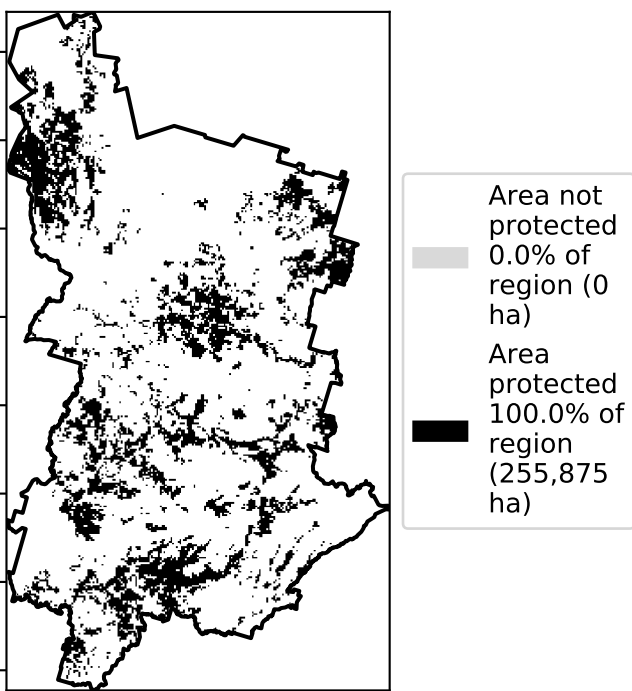 Area not
protected
0.0% of
region (0
ha)
Area
protected
100.0% of
region
(255,875
ha)